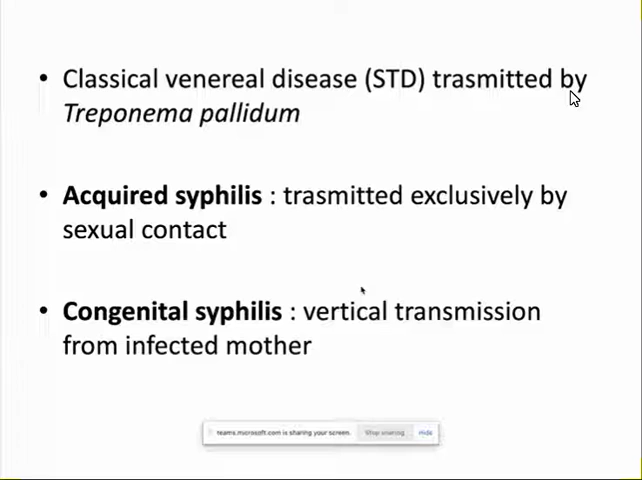 • Classical venereal disease (STD) trasmitted by
Treponema pallidum
• Acquired syphilis : trasmitted exclusively by
sexual contact
• Congenital syphilis : vertical transmission
from infected mother
teams.microsoft.com is sharing your screen. Stop sharing Hide